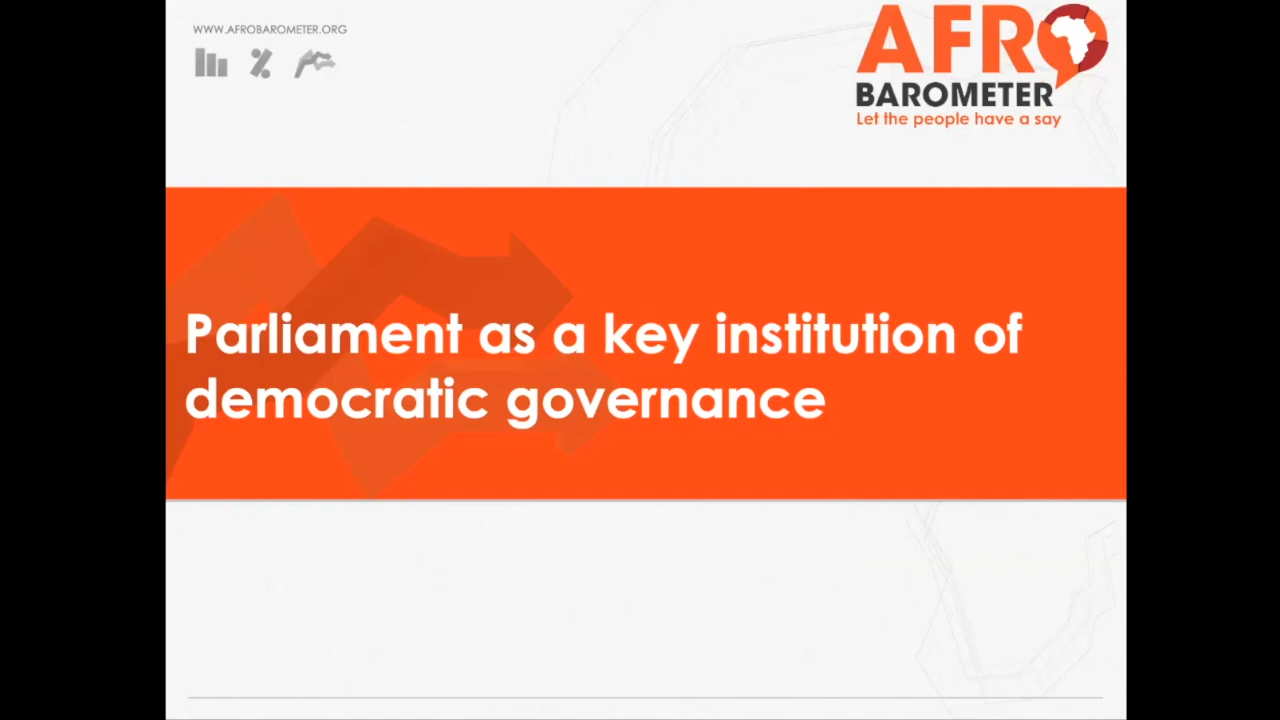 WWW.AFROBAROMETER.ORG
AFRO
BAROMETER
Let the people have a say
Parliament as a key institution of
democratic governance